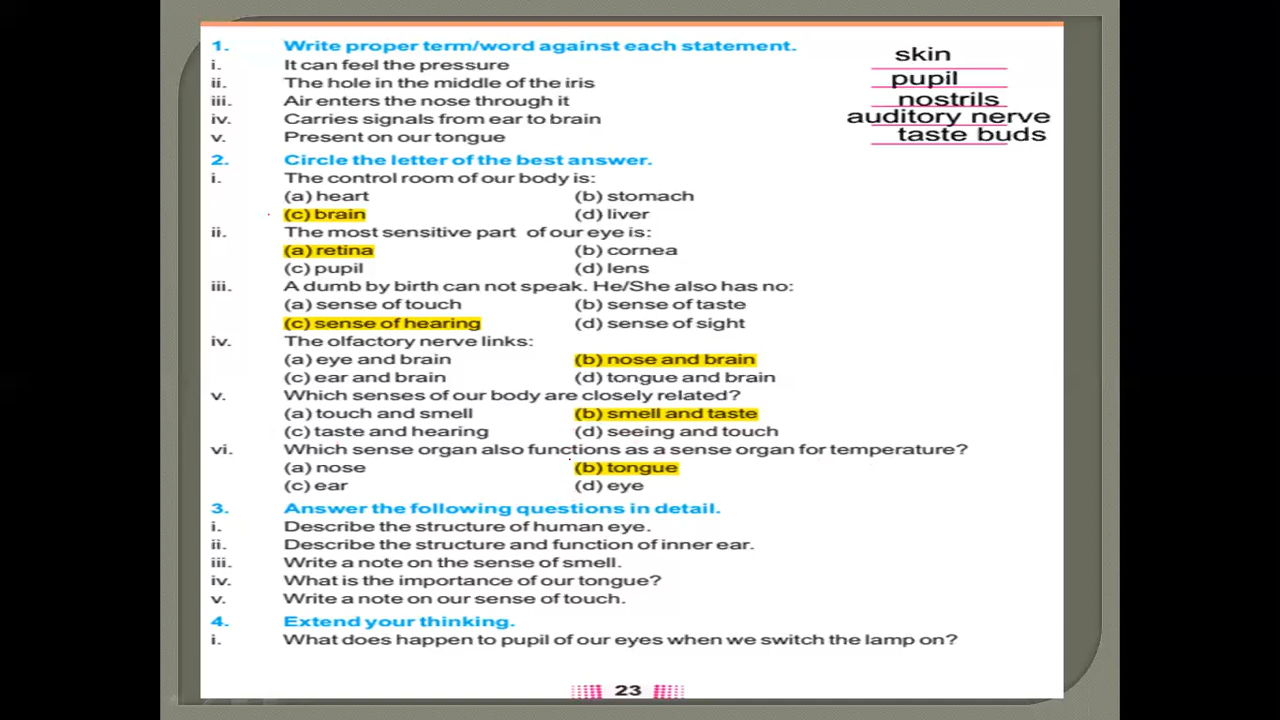 1. Write proper term/word against each statement.
i. It can feel the pressure skin
ii. The hole in the middle of the iris pupil
iii. Air enters the nose through it nostrils
iv. Carries signals from ear to brain auditory nerve
v. Present on our tongue taste buds
2. Circle the letter of the best answer.
i. The control room of our body is:
(a) heart (b) stomach
(c) brain (d) liver
ii. The most sensitive part of our eye is:
(a) retina (b) cornea
(c) pupil (d) lens
iii. A dumb by birth can not speak. He/She also has no:
(a) sense of touch (b) sense of taste
(c) sense of hearing (d) sense of sight
iv. The olfactory nerve links:
(a) eye and brain (b) nose and brain
(c) ear and brain (d) tongue and brain
v. Which senses of our body are closely related?
(a) touch and smell (b) smell and taste
(c) taste and hearing (d) seeing and touch
vi. Which sense organ also functions as a sense organ for temperature?
(a) nose (b) tongue
(c) ear (d) eye
3. Answer the following questions in detail.
i. Describe the structure of human eye.
ii. Describe the structure and function of inner ear.
iii. Write a note on the sense of smell.
iv. What is the importance of our tongue?
v. Write a note on our sense of touch.
4. Extend your thinking.
i. What does happen to pupil of our eyes when we switch the lamp on?
23